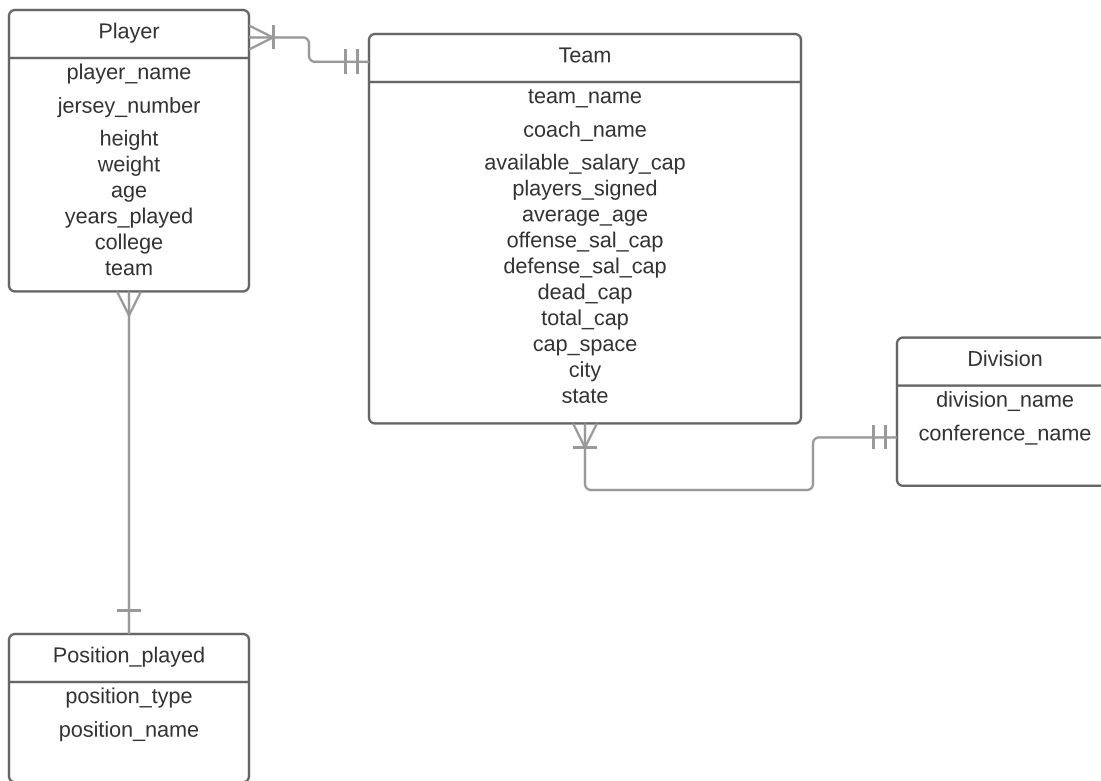 Player
player_name
jersey_number
height
weight
age
years_played
college
team
Team
team_name
coach_name
available_salary_cap
players_signed
average_age
offense_sal_cap
defense_sal_cap
dead_cap
total_cap
cap_space
city
state
Division
division_name
conference_name
Position_played
position_type
position_name